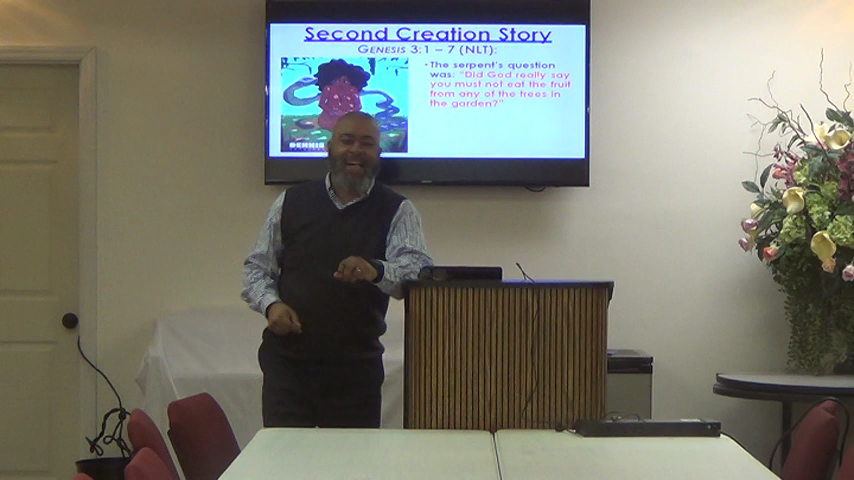 Second Creation Story
Genesis 3:1 – 7 (NLT):
• The serpent's question
was: "Did God really say
you must not eat the fruit
from any of the trees in
the garden?"
DENNIS